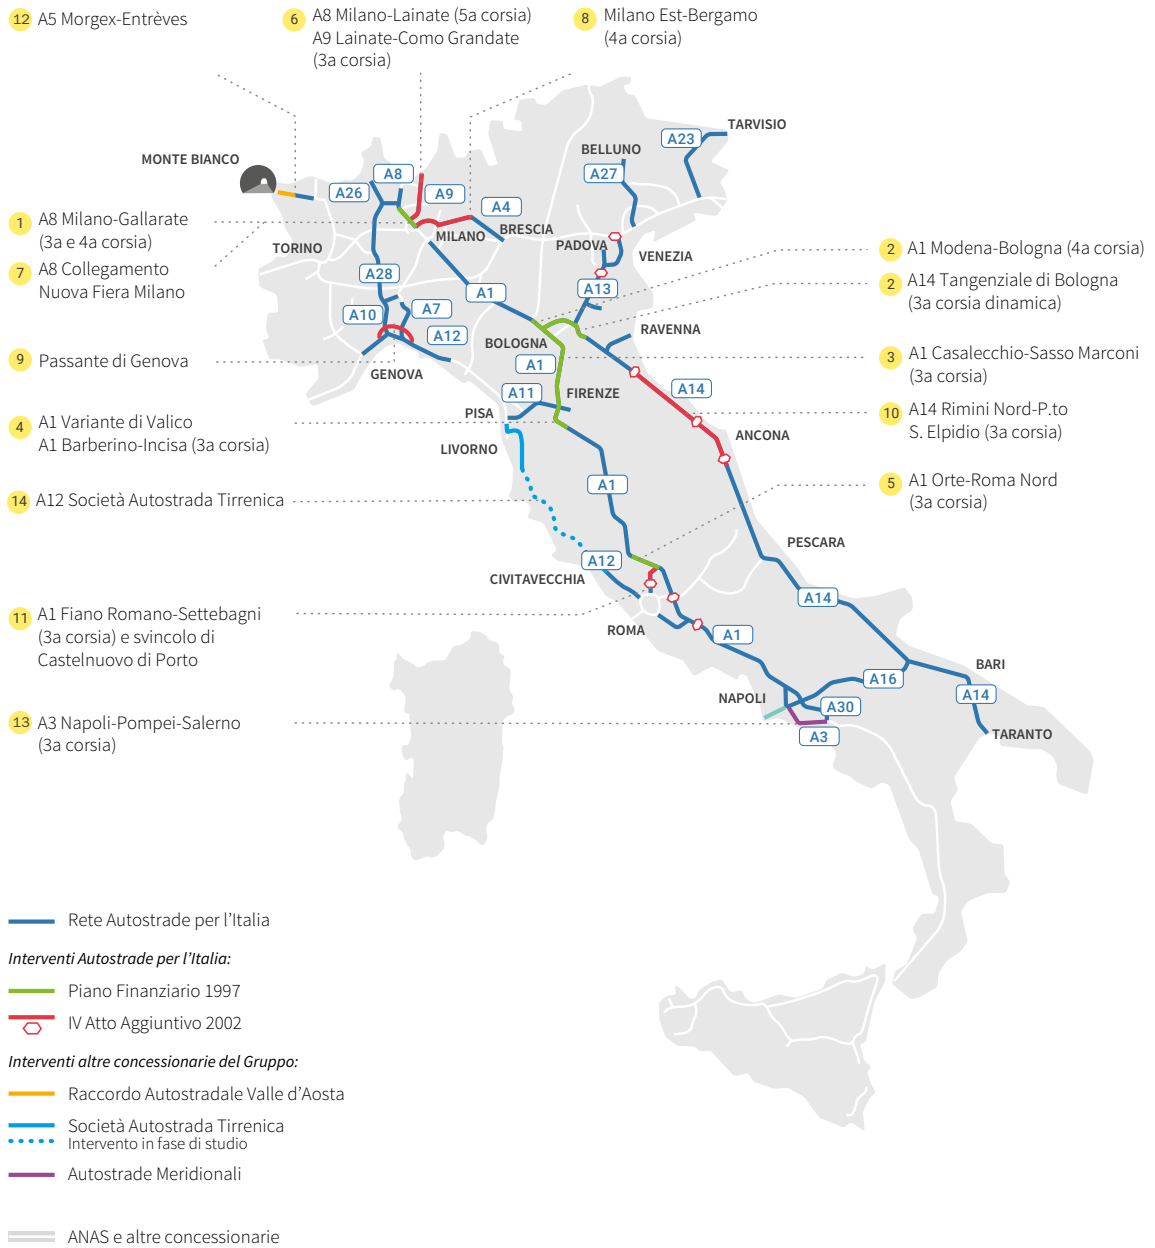 12 A5 Morgex-Entrèves
6 A8 Milano-Lainate (5a corsia)
A9 Lainate-Como Grandate
(3a corsia)
8 Milano Est-Bergamo
(4a corsia)
TARVISIO
A23
BELLUNO
A27
MONTE BIANCO
A8
A26
A9
A4
1 A8 Milano-Gallarate
(3a e 4a corsia)
BRESCIA
MILANO
TORINO
PADOVA
VENEZIA
2 A1 Modena-Bologna (4a corsia)
7 A8 Collegamento
Nuova Fiera Milano
A28
A1
A13
2 A14 Tangenziale di Bologna
(3a corsia dinamica)
A10
A7
A12
RAVENNA
BOLOGNA
9 Passante di Genova
GENOVA
A1
3 A1 Casalecchio-Sasso Marconi
(3a corsia)
A11
FIRENZE
A14
PISA
4 A1 Variante di Valico
A1 Barberino-Incisa (3a corsia)
10 A14 Rimini Nord-P.to
S. Elpidio (3a corsia)
ANCONA
LIVORNO
A1
5 A1 Orte-Roma Nord
(3a corsia)
14 A12 Società Autostrada Tirrenica
PESCARA
A12
CIVITAVECCHIA
A14
11 A1 Fiano Romano-Settebagni
(3a corsia) e svincolo di
Castelnuovo di Porto
ROMA
A1
BARI
A16
A14
NAPOLI
A30
13 A3 Napoli-Pompei-Salerno
(3a corsia)
A3
TARANTO
Rete Autostrade per l’Italia
Interventi Autostrade per l’Italia:
Piano Finanziario 1997
IV Atto Aggiuntivo 2002
Interventi altre concessionarie del Gruppo:
Raccordo Autostradale Valle d’Aosta
Società Autostrada Tirrenica
Intervento in fase di studio
Autostrade Meridionali
ANAS e altre concessionarie